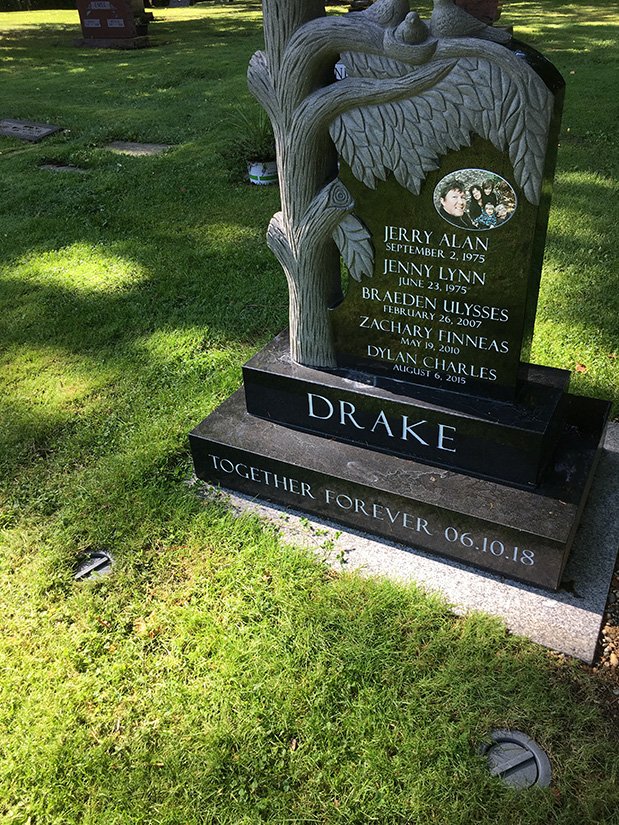 JERRY ALAN
SEPTEMBER 2, 1975
JENNY LYNN
JUNE 23, 1975
BRAEDEN ULYSSES
FEBRUARY 26, 2007
ZACHARY FINNEAS
MAY 19, 2010
DYLAN CHARLES
AUGUST 6, 2015
DRAKE
TOGETHER FOREVER 06.10.18